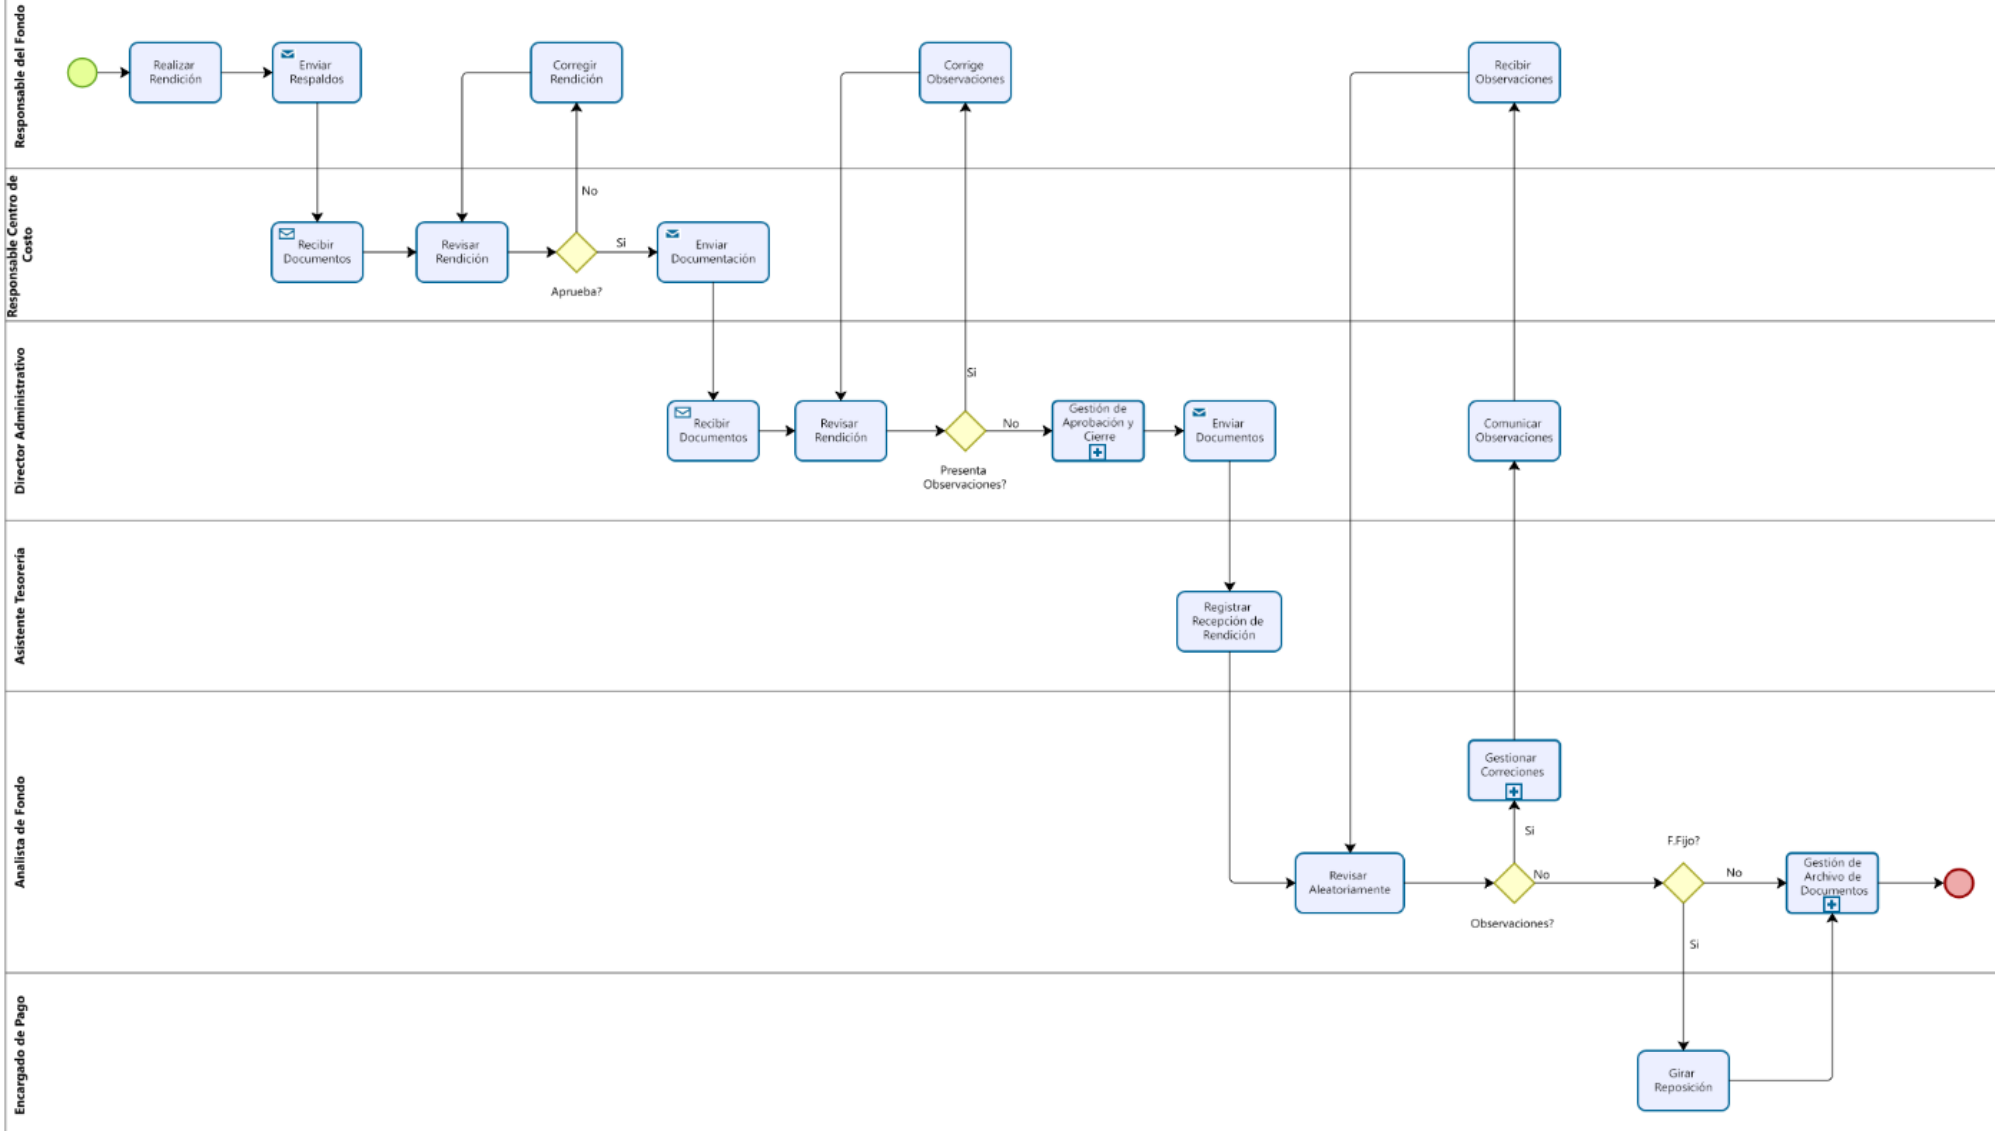 Responsable del Fondo
Realizar
Rendición
Enviar
Respaldos
Corregir
Rendición
Corrige
Observaciones
Recibir
Observaciones
Responsable Centro de
Costo
No
Recibir
Documentos
Revisar
Rendición
Si
Enviar
Documentación
Aprueba?
Director Administrativo
Si
Recibir
Documentos
Revisar
Rendición
No
Gestión de
Aprobación y
Cierre
Enviar
Documentos
Comunicar
Observaciones
Presenta
Observaciones?
Asistente Tesorería
Registrar
Recepción de
Rendición
Analista de Fondo
Gestionar
Correciones
Si
F.Fijo?
Revisar
Aleatoriamente
No
No
Gestión de
Archivo de
Documentos
Observaciones?
Si
Encargado de Pago
Girar
Reposición